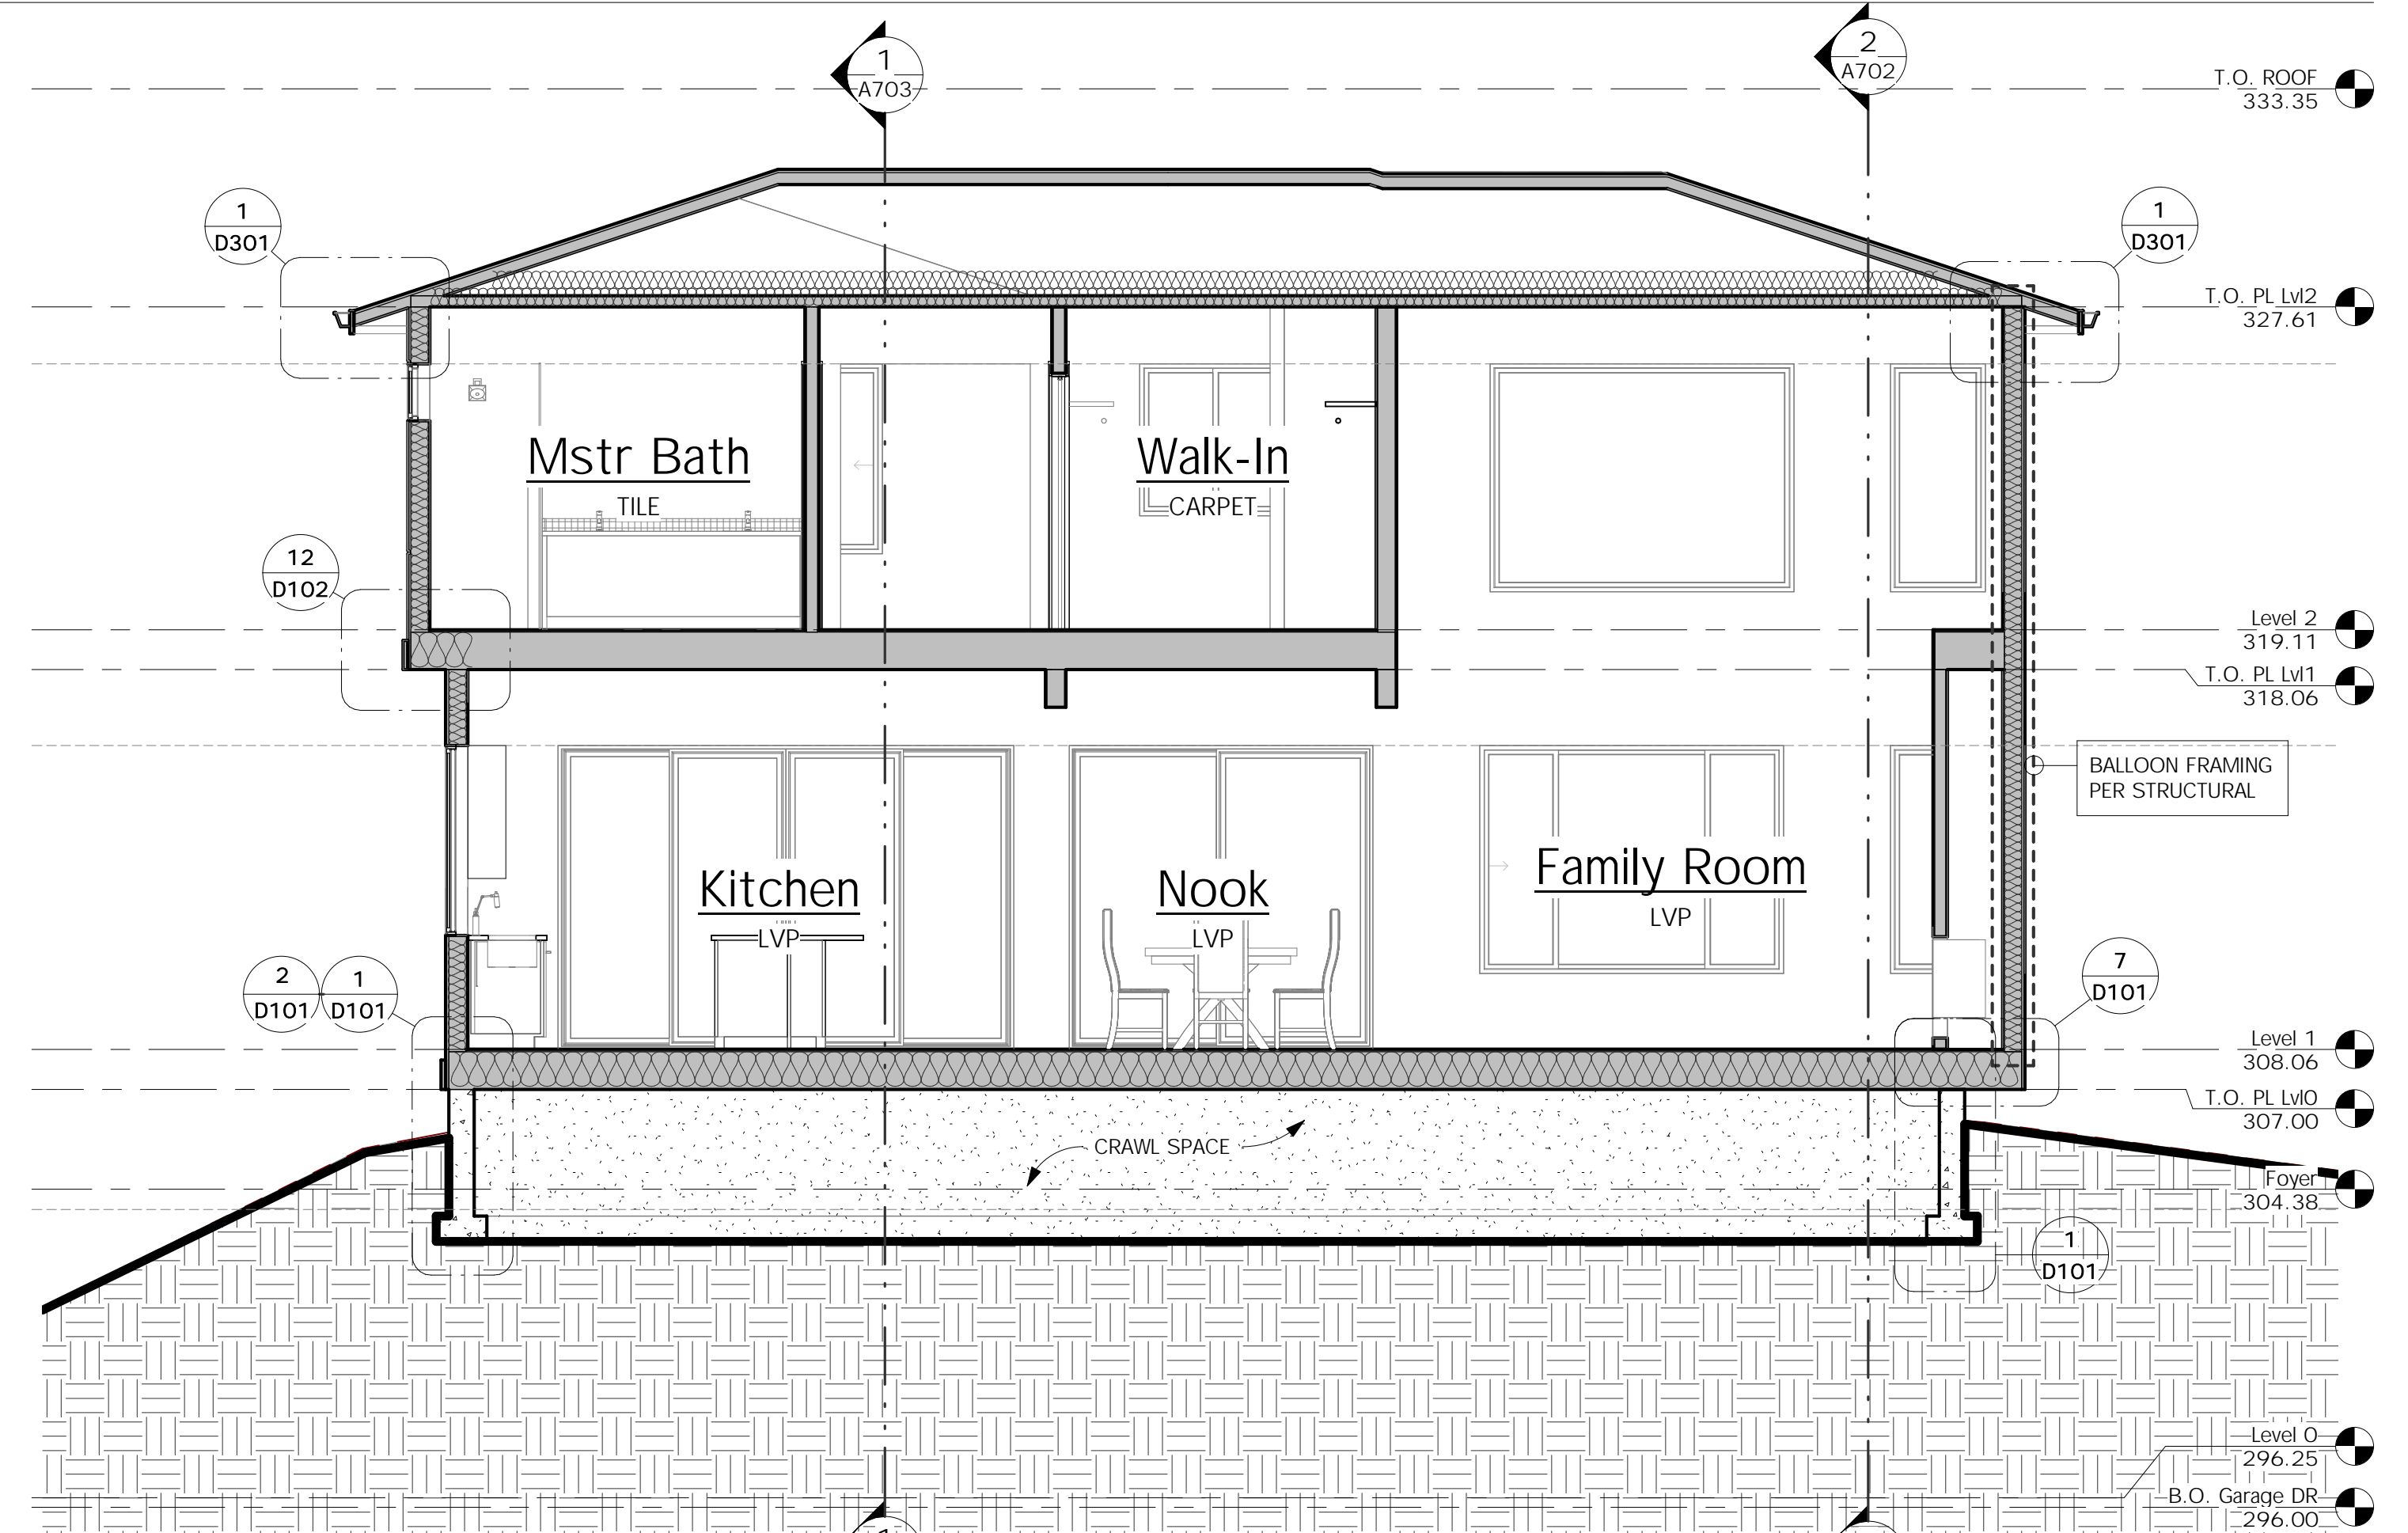 1
A703
2
A702
T.O. ROOF
333.35
1
D301
1
D301
T.O. PL Lvl2
327.61
Mstr Bath
TILE
Walk-In
CARPET
12
D102
Level 2
319.11
T.O. PL Lvl1
318.06
BALLOON FRAMING
PER STRUCTURAL
Kitchen
LVP
Nook
LVP
Family Room
LVP
2
D101
1
D101
7
D101
Level 1
308.06
T.O. PL Lvl0
307.00
CRAWL SPACE
Foyer
304.38
1
D101
Level 0
296.25
B.O. Garage DR
296.00